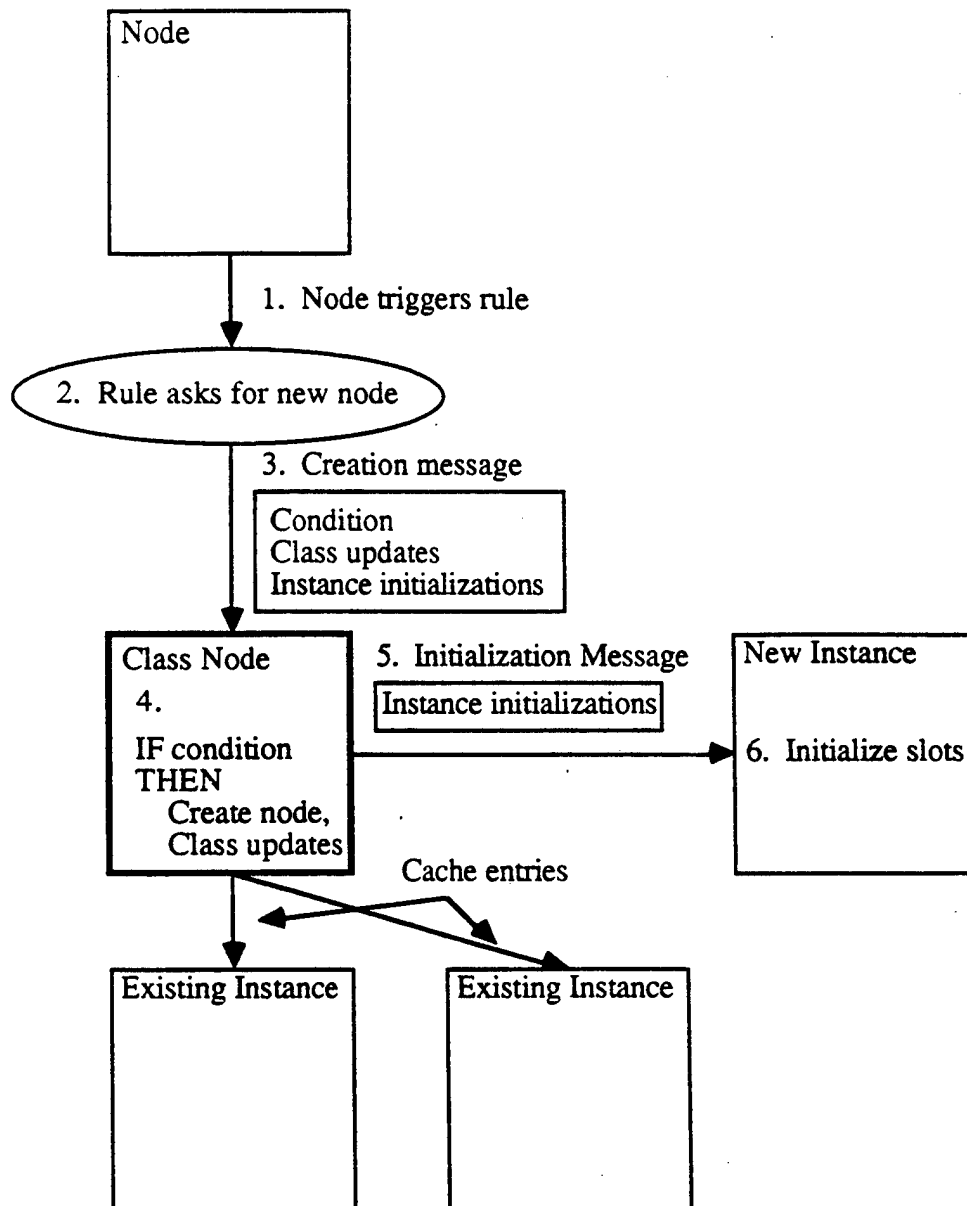 Node
1. Node triggers rule
2. Rule asks for new node
3. Creation message
Condition
Class updates
Instance initializations
Class Node
4.
IF condition
THEN
Create node,
Class updates
5. Initialization Message
Instance initializations
New Instance
6. Initialize slots
Cache entries
Existing Instance
Existing Instance